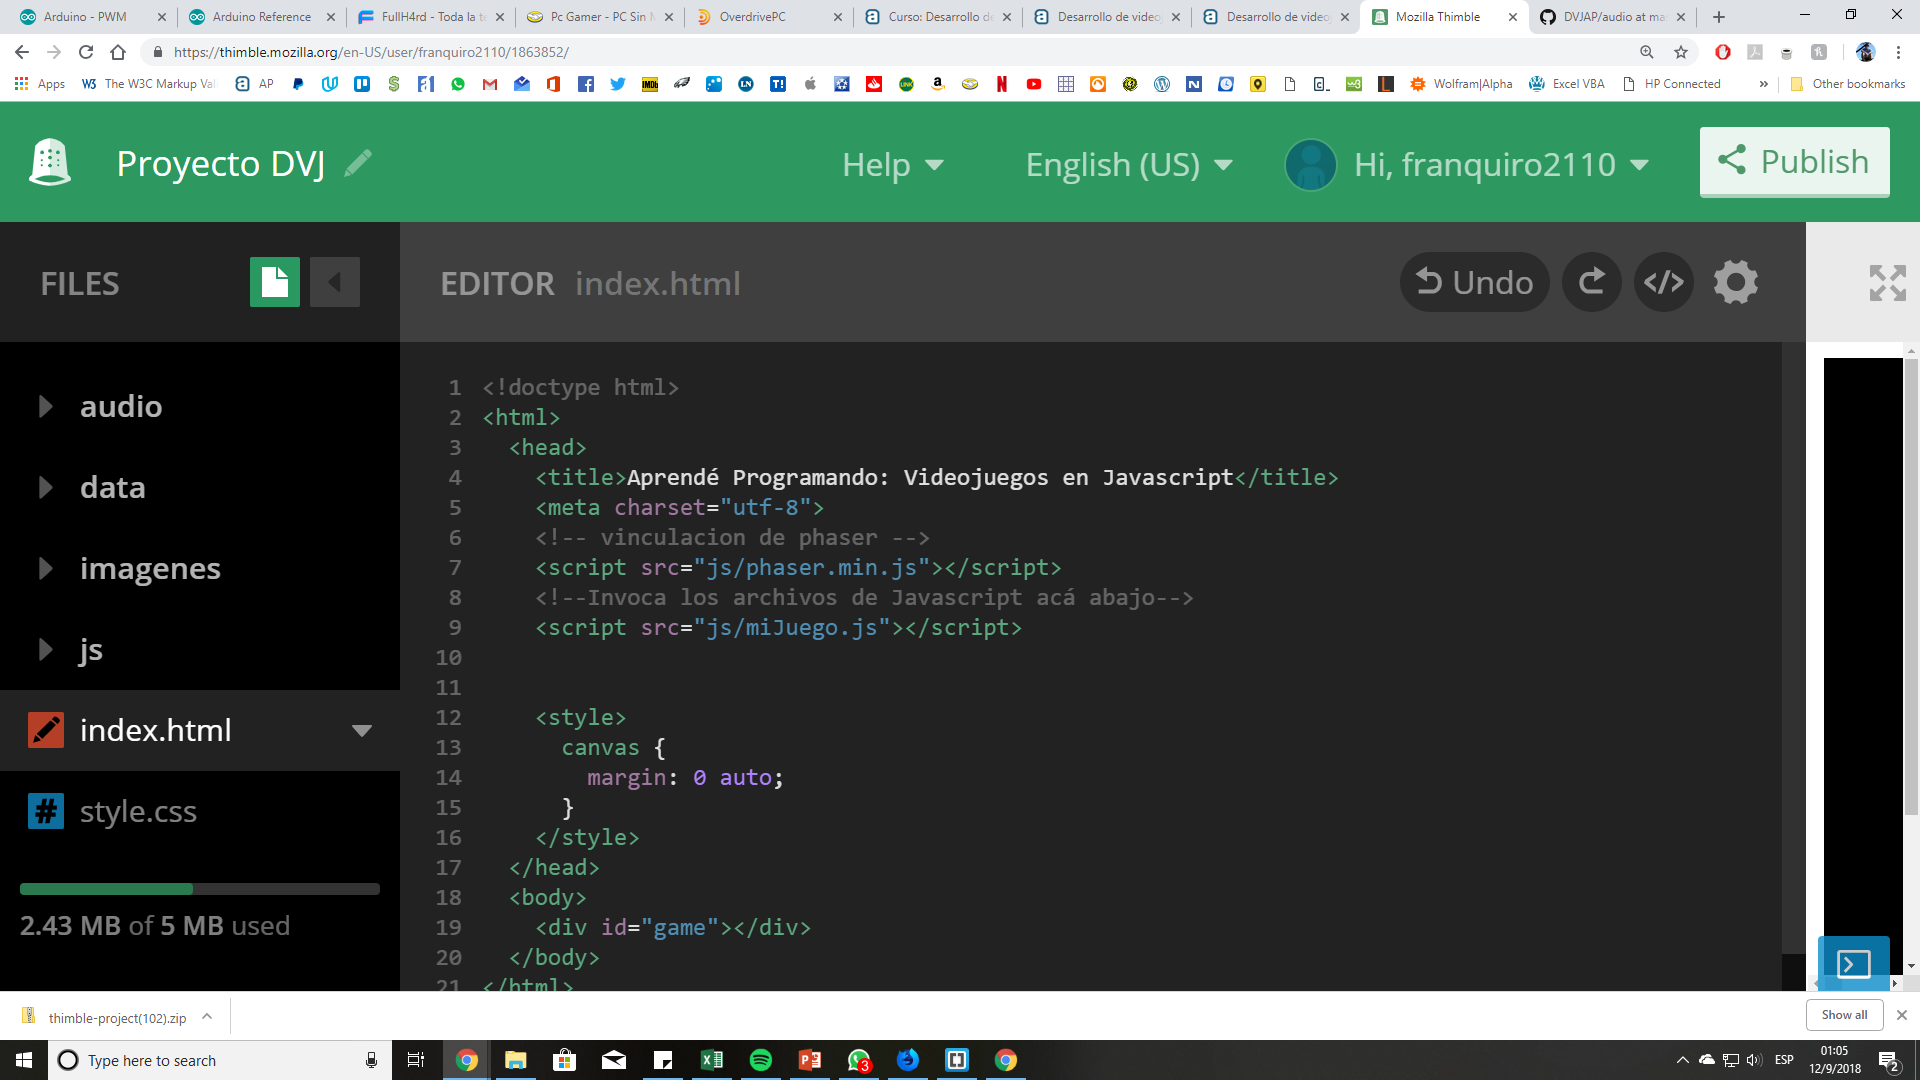 Arduino - PWM
Arduino Reference
FullH4rd - Toda la t
Pc Gamer - PC Sin
OverdrivePC
Curso: Desarrollo de
Desarrollo de video
Desarrollo de video
Mozilla Thimble
DVJAP/audio at ma
https://thimble.mozilla.org/en-US/user/franquiro2110/1863852/
Apps
The W3C Markup Va
AP
Wolfram|Alpha
Excel VBA
HP Connected
Other bookmarks
Proyecto DVJ
Help
English (US)
Hi, franquiro2110
Publish
FILES
EDITOR index.html
Undo
audio
data
imagenes
js
index.html
style.css
2.43 MB of 5 MB used
1 <!doctype html>
2 <html>
3 <head>
4 <title>Aprendé Programando: Videojuegos en Javascript</title>
5 <meta charset="utf-8">
6 <!-- vinculacion de phaser -->
7 <script src="js/phaser.min.js"></script>
8 <!--Invoca los archivos de Javascript acá abajo-->
9 <script src="js/miJuego.js"></script>
10
11
12 <style>
13 canvas {
14 margin: 0 auto;
15 }
16 </style>
17 </head>
18 <body>
19 <div id="game"></div>
20 </body>
21 </html>
thimble-project(102).zip
Show all
Type here to search
3
ESP
01:05
12/9/2018
2